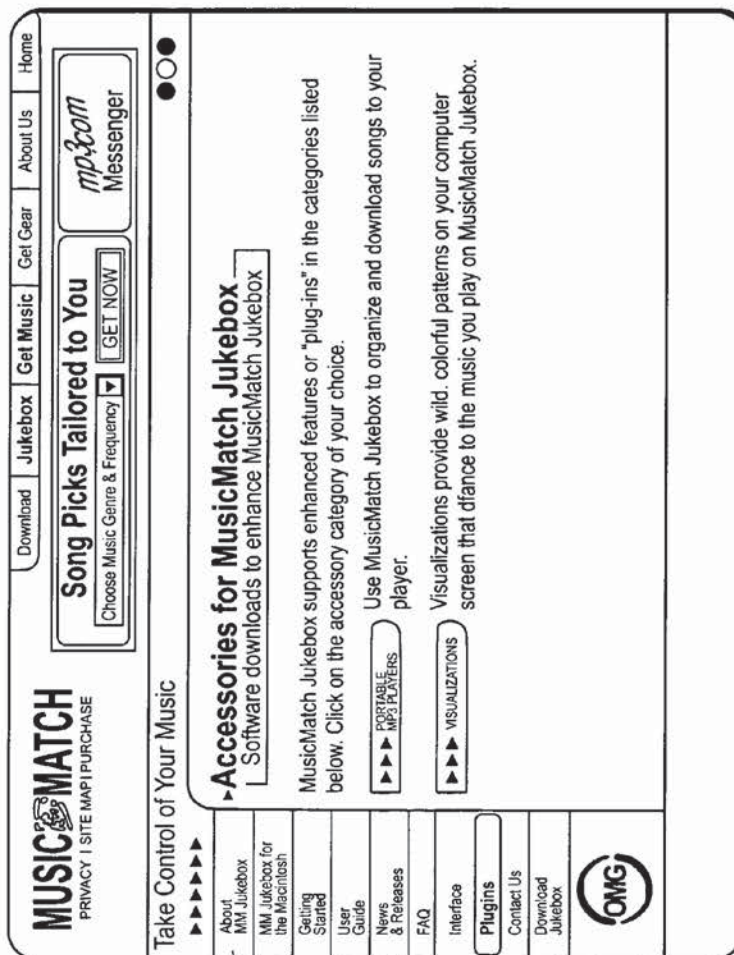 Download | Jukebox | Get Music | Get Gear | About Us | Home
MUSICMATCH
PRIVACY | SITE MAP | PURCHASE
Song Picks Tailored to You
Choose Music Genre & Frequency
GET NOW
mp3.com
Messenger
Take Control of Your Music
About
MM Jukebox
MM Jukebox for
the Macintosh
Getting
Started
User
Guide
News
& Releases
FAQ
Interface
Plugins
Contact Us
Download
Jukebox
OMG
Accessories for MusicMatch Jukebox
Software downloads to enhance MusicMatch Jukebox
MusicMatch Jukebox supports enhanced features or "plug-ins" in the categories listed
below. Click on the accessory category of your choice.
PORTABLE
MP3 PLAYERS
Use MusicMatch Jukebox to organize and download songs to your
player.
VISUALIZATIONS
Visualizations provide wild. colorful patterns on your computer
screen that dfance to the music you play on MusicMatch Jukebox.